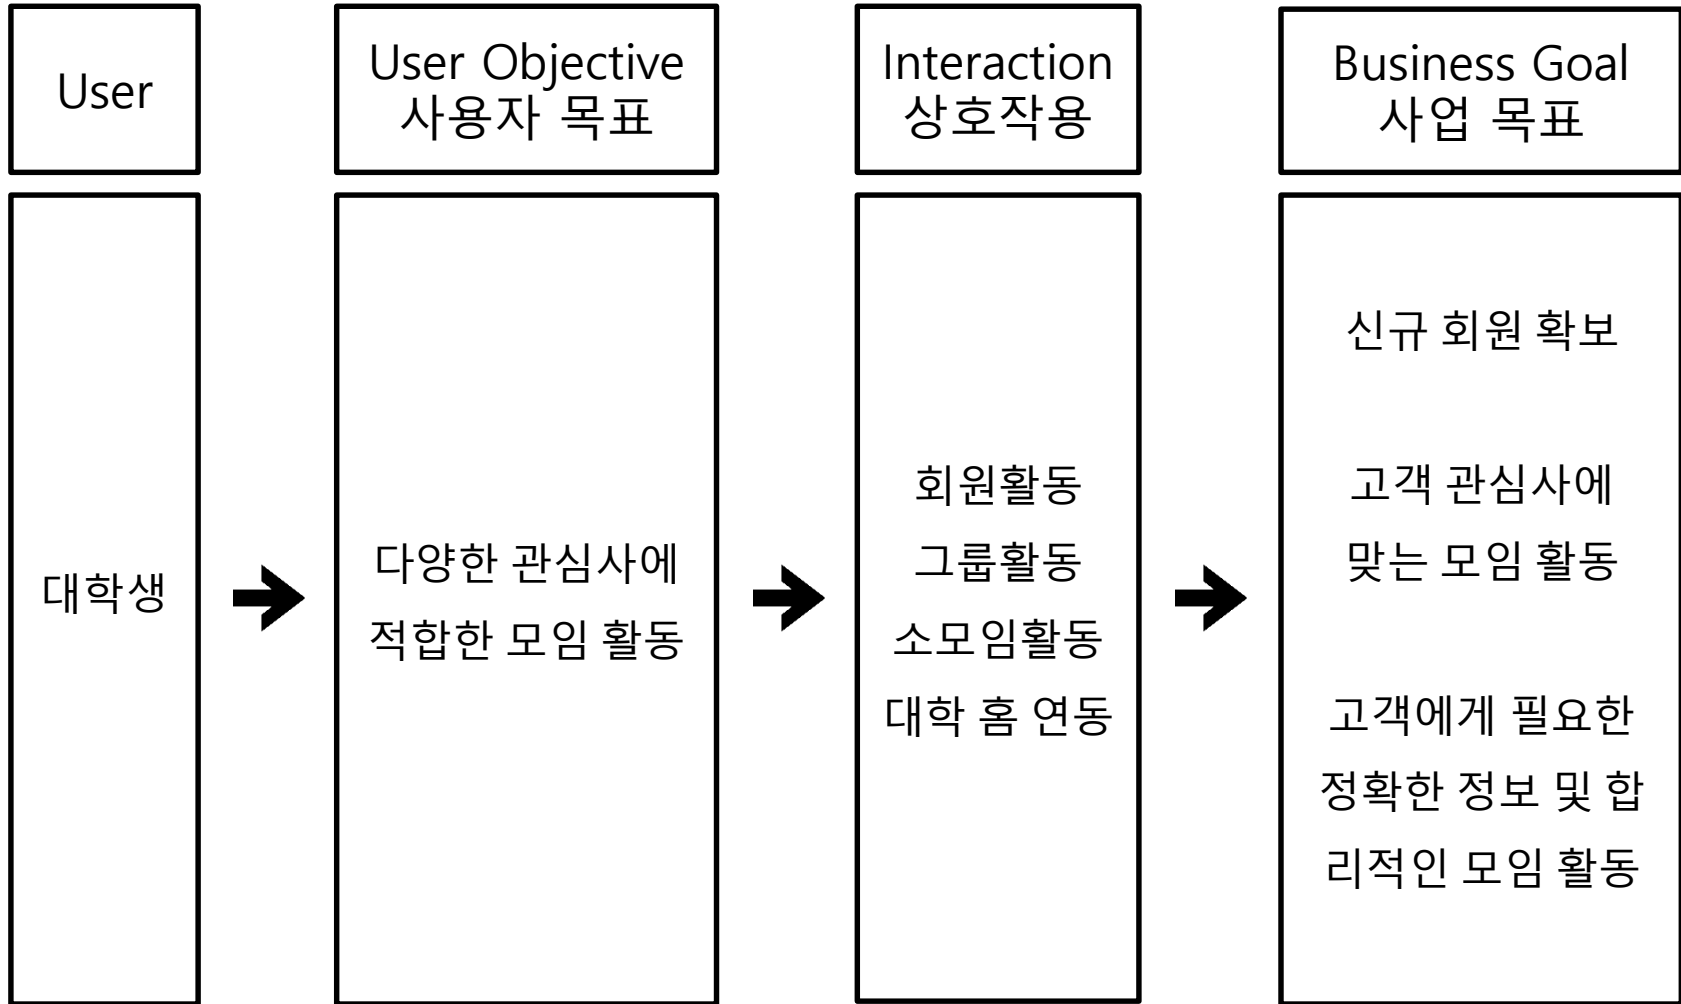 User
User Objective
사용자 목표
Interaction
상호작용
Business Goal
사업 목표
대학생
다양한 관심사에
적합한 모임 활동
회원활동
그룹활동
소모임활동
대학 홈 연동
신규 회원 확보
고객 관심사에
맞는 모임 활동
고객에게 필요한
정확한 정보 및 합
리적인 모임 활동